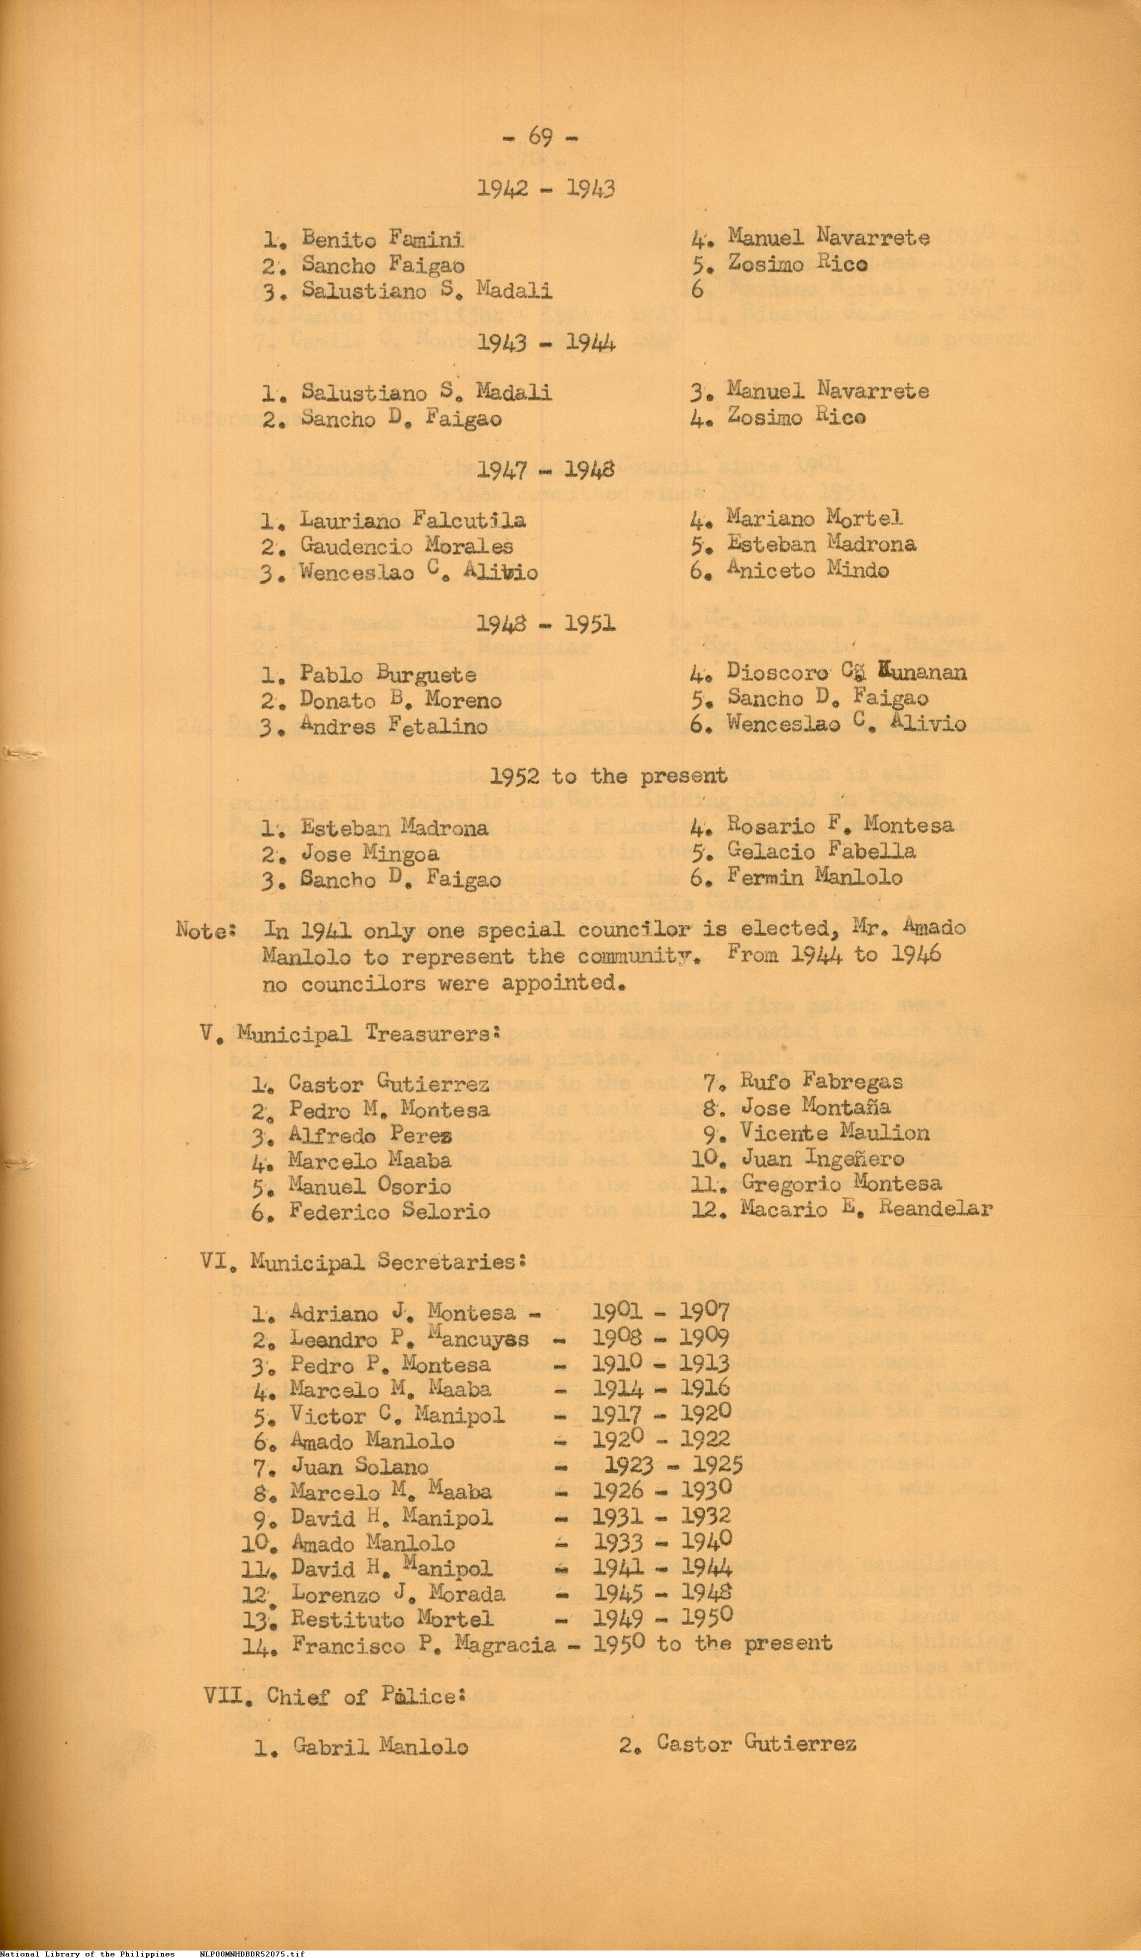 - 69 -
1942 - 1943
1. Benito Famini 4. Manuel Navarrete
2. Sancho Faigao 5. Zosimo Rico
3. Salustiano S. Madali 6
1943 - 1944
1. Salustiano S. Madali 3. Manuel Navarrete
2. Sancho D. Faigao 4. Zosimo Rico
1947 - 1948
1. Lauriano Falcutila 4. Mariano Mortel
2. Gaudencio Morales 5. Esteban Madrona
3. Wenceslao C. Alivio 6. Aniceto Mindo
1948 - 1951
1. Pablo Burguete 4. Dioscoro C. Kunanan
2. Donato B. Moreno 5. Sancho D. Faigao
3. Andres Fetalino 6. Wenceslao C. Alivio
1952 to the present
1. Esteban Madrona 4. Rosario F. Montesa
2. Jose Mingoa 5. Gelacio Fabella
3. Sancho D. Faigao 6. Fermin Manlolo
Note: In 1941 only one special councilor is elected, Mr. Amado
Manlolo to represent the community. From 1944 to 1946
no councilors were appointed.
V. Municipal Treasurers:
1. Castor Gutierrez 7. Rufo Fabregas
2. Pedro M. Montesa 8. Jose Montaña
3. Alfredo Perez 9. Vicente Maulion
4. Marcelo Maaba 10. Juan Ingeñero
5. Manuel Osorio 11. Gregorio Montesa
6. Federico Selorio 12. Macario E. Reandelar
VI. Municipal Secretaries:
1. Adriano J. Montesa - 1901 - 1907
2. Leandro P. Mancuyas - 1908 - 1909
3. Pedro P. Montesa - 1910 - 1913
4. Marcelo M. Maaba - 1914 - 1916
5. Victor C. Manipol - 1917 - 1920
6. Amado Manlolo - 1920 - 1922
7. Juan Solano - 1923 - 1925
8. Marcelo M. Maaba - 1926 - 1930
9. David H. Manipol - 1931 - 1932
10. Amado Manlolo - 1933 - 1940
11. David H. Manipol - 1941 - 1944
12. Lorenzo J. Morada - 1945 - 1948
13. Restituto Mortel - 1949 - 1950
14. Francisco P. Magracia - 1950 to the present
VII. Chief of Police:
1. Gabril Manlolo 2. Castor Gutierrez
National Library of the Philippines NLPOOMNHDBDR52075.tif